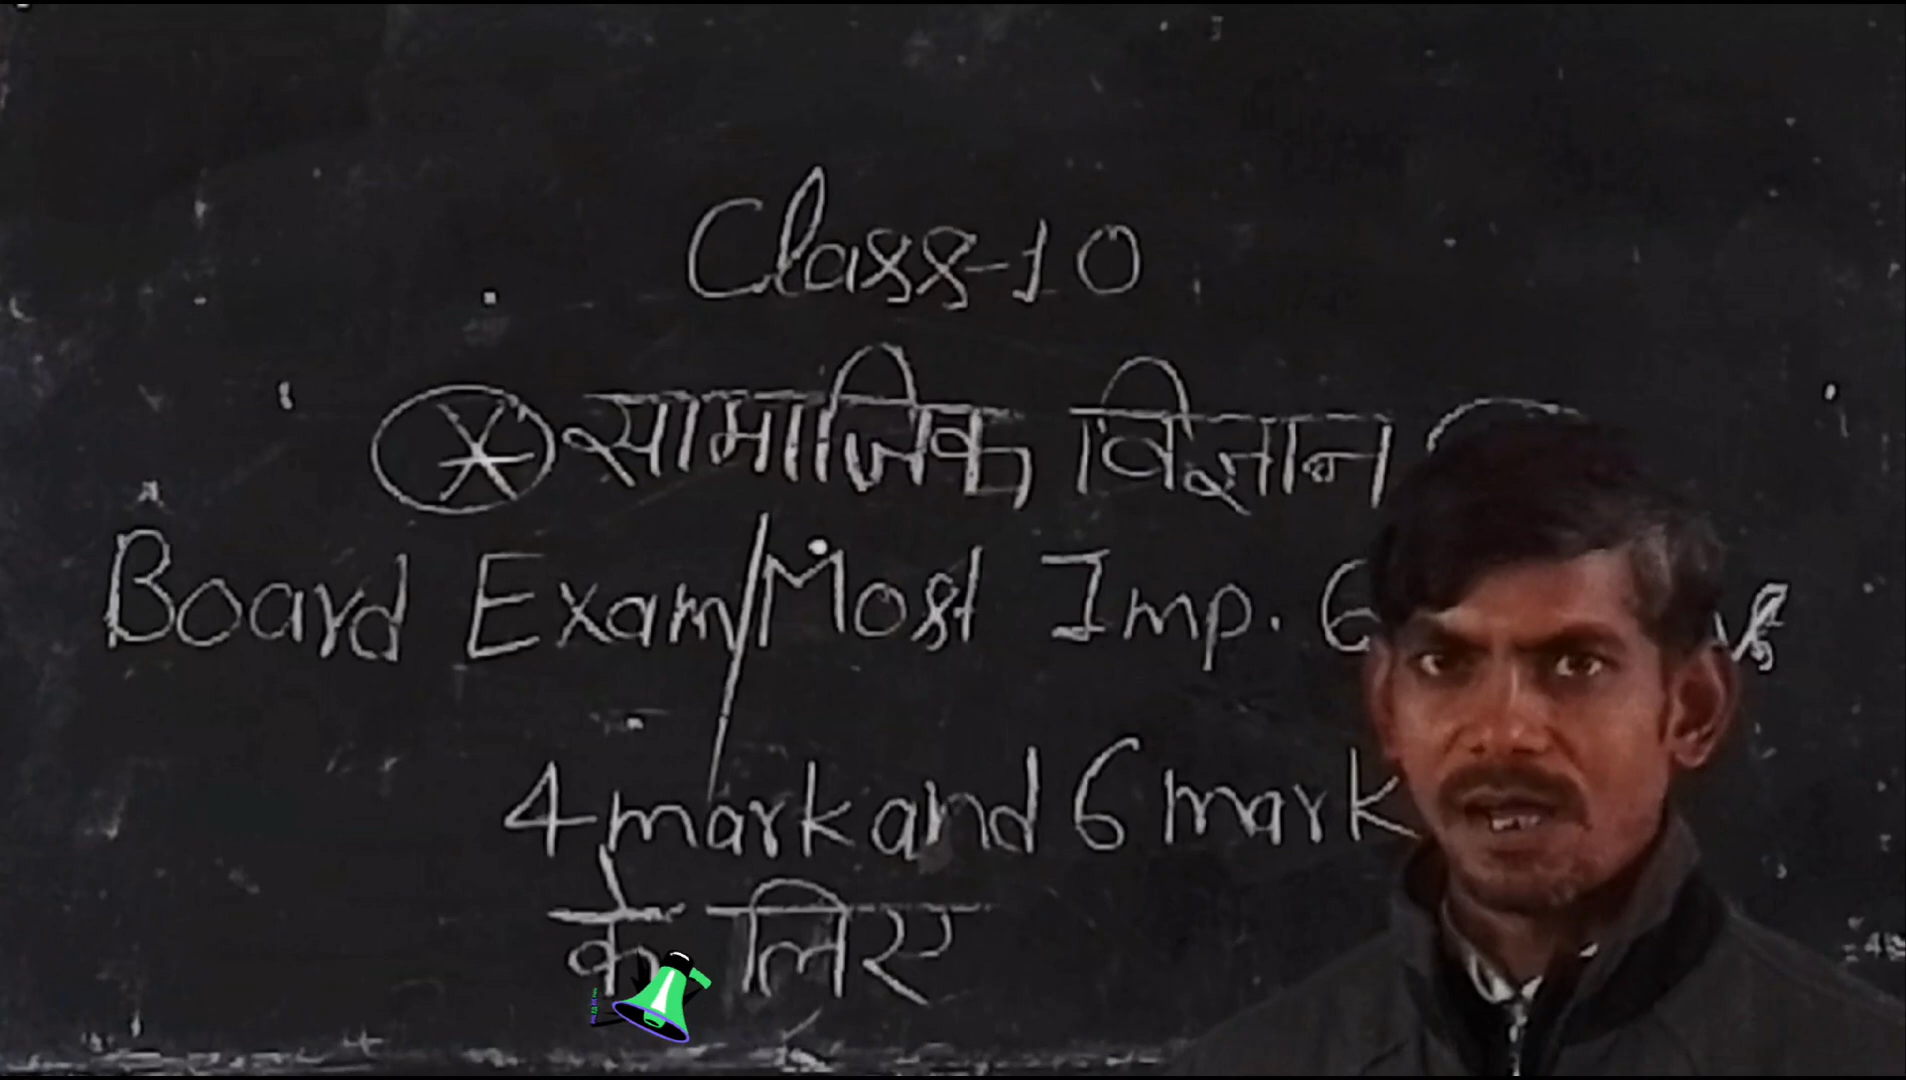 Class-10
सामाजिक विज्ञान
Board Exam/Most Imp.
4 mark and 6 mark
के लिए